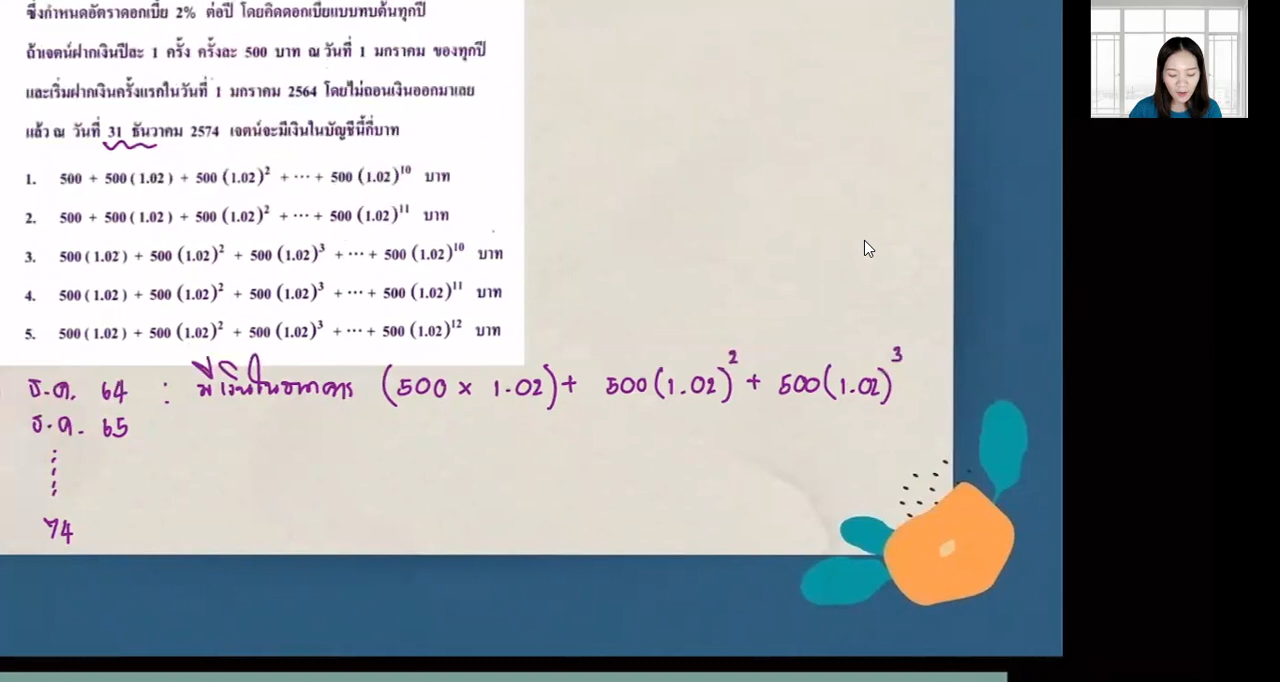 ซึ่งกำหนดอัตราดอกเบี้ย 2% ต่อปี โดยคิดดอกเบี้ยแบบทบต้นทุกปี
ถ้าเจตน์ฝากเงินปีละ 1 ครั้ง ครั้งละ 500 บาท ณ วันที่ 1 มกราคม ของทุกปี
และเริ่มฝากเงินครั้งแรกในวันที่ 1 มกราคม 2564 โดยไม่ถอนเงินออกมาเลย
แล้ว ณ วันที่ 31 ธันวาคม 2574 เจตน์จะมีเงินในบัญชีนี้กี่บาท
1. 500 + 500(1.02) + 500(1.02)² + ⋯ + 500(1.02)¹⁰ บาท
2. 500 + 500(1.02) + 500(1.02)² + ⋯ + 500(1.02)¹¹ บาท
3. 500(1.02) + 500(1.02)² + 500(1.02)³ + ⋯ + 500(1.02)¹⁰ บาท
4. 500(1.02) + 500(1.02)² + 500(1.02)³ + ⋯ + 500(1.02)¹¹ บาท
5. 500(1.02) + 500(1.02)² + 500(1.02)³ + ⋯ + 500(1.02)¹² บาท
ธ.ค. 64 : มีเงินในธนาคาร (500 × 1.02) + 500(1.02)² + 500(1.02)³
ธ.ค. 65
74